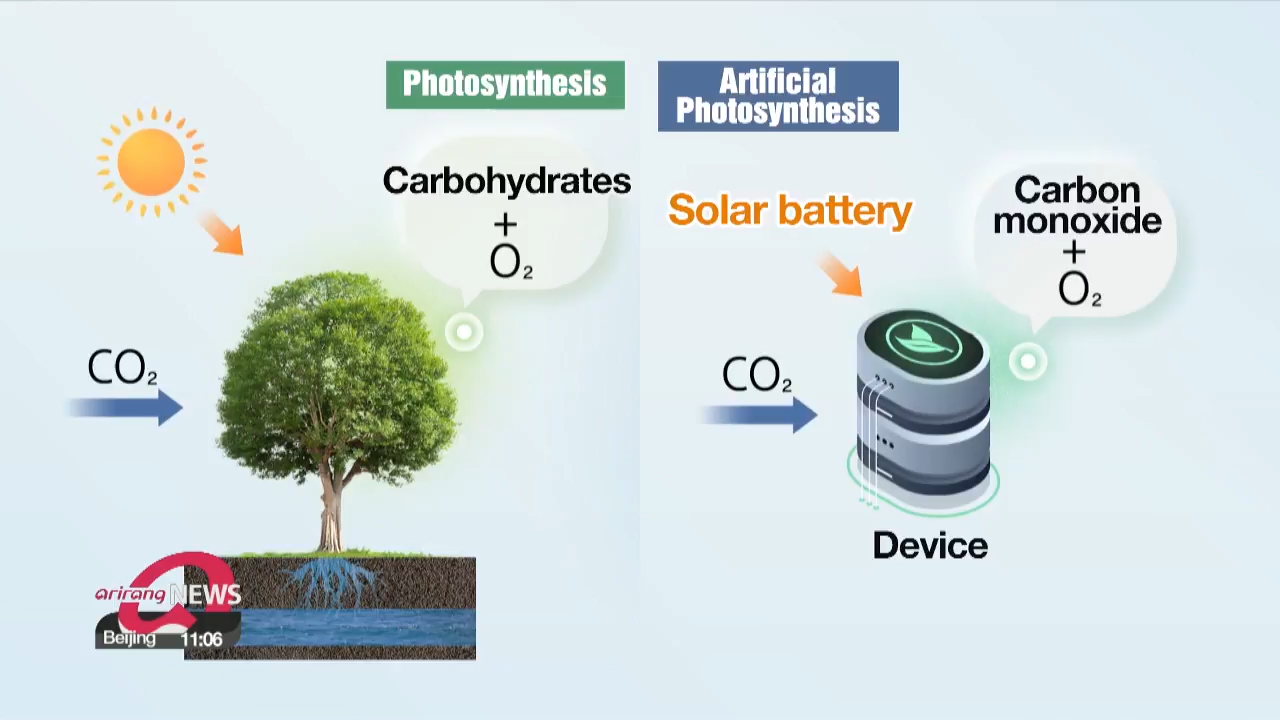 Photosynthesis
Carbohydrates
+
O₂
CO₂
Artificial
Photosynthesis
Solar battery
Carbon
monoxide
+
O₂
CO₂
Device
arirang NEWS
Beijing 11:06